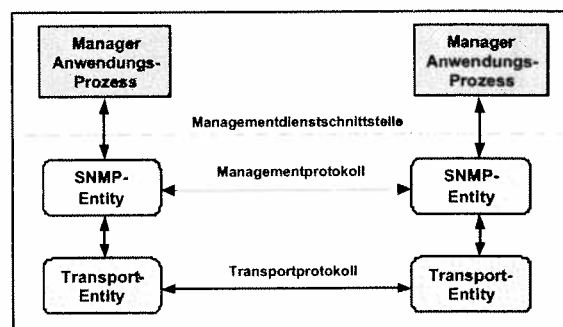 Manager
Anwendungs-
Prozess
Manager
Anwendungs-
Prozess
Managementdienstschnittstelle
SNMP-
Entity
Managementprotokoll
SNMP-
Entity
Transport-
Entity
Transportprotokoll
Transport-
Entity